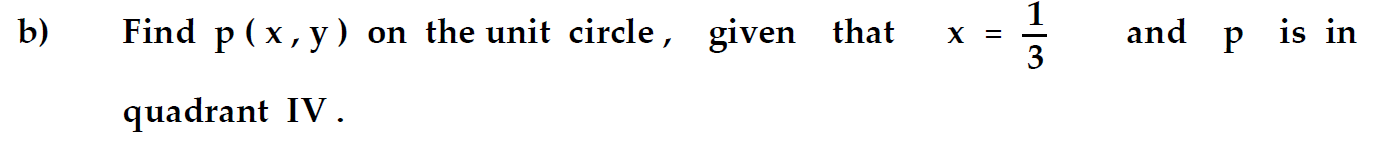 b) Find p ( x , y ) on the unit circle , given that x = 1/3 and p is in
quadrant IV .